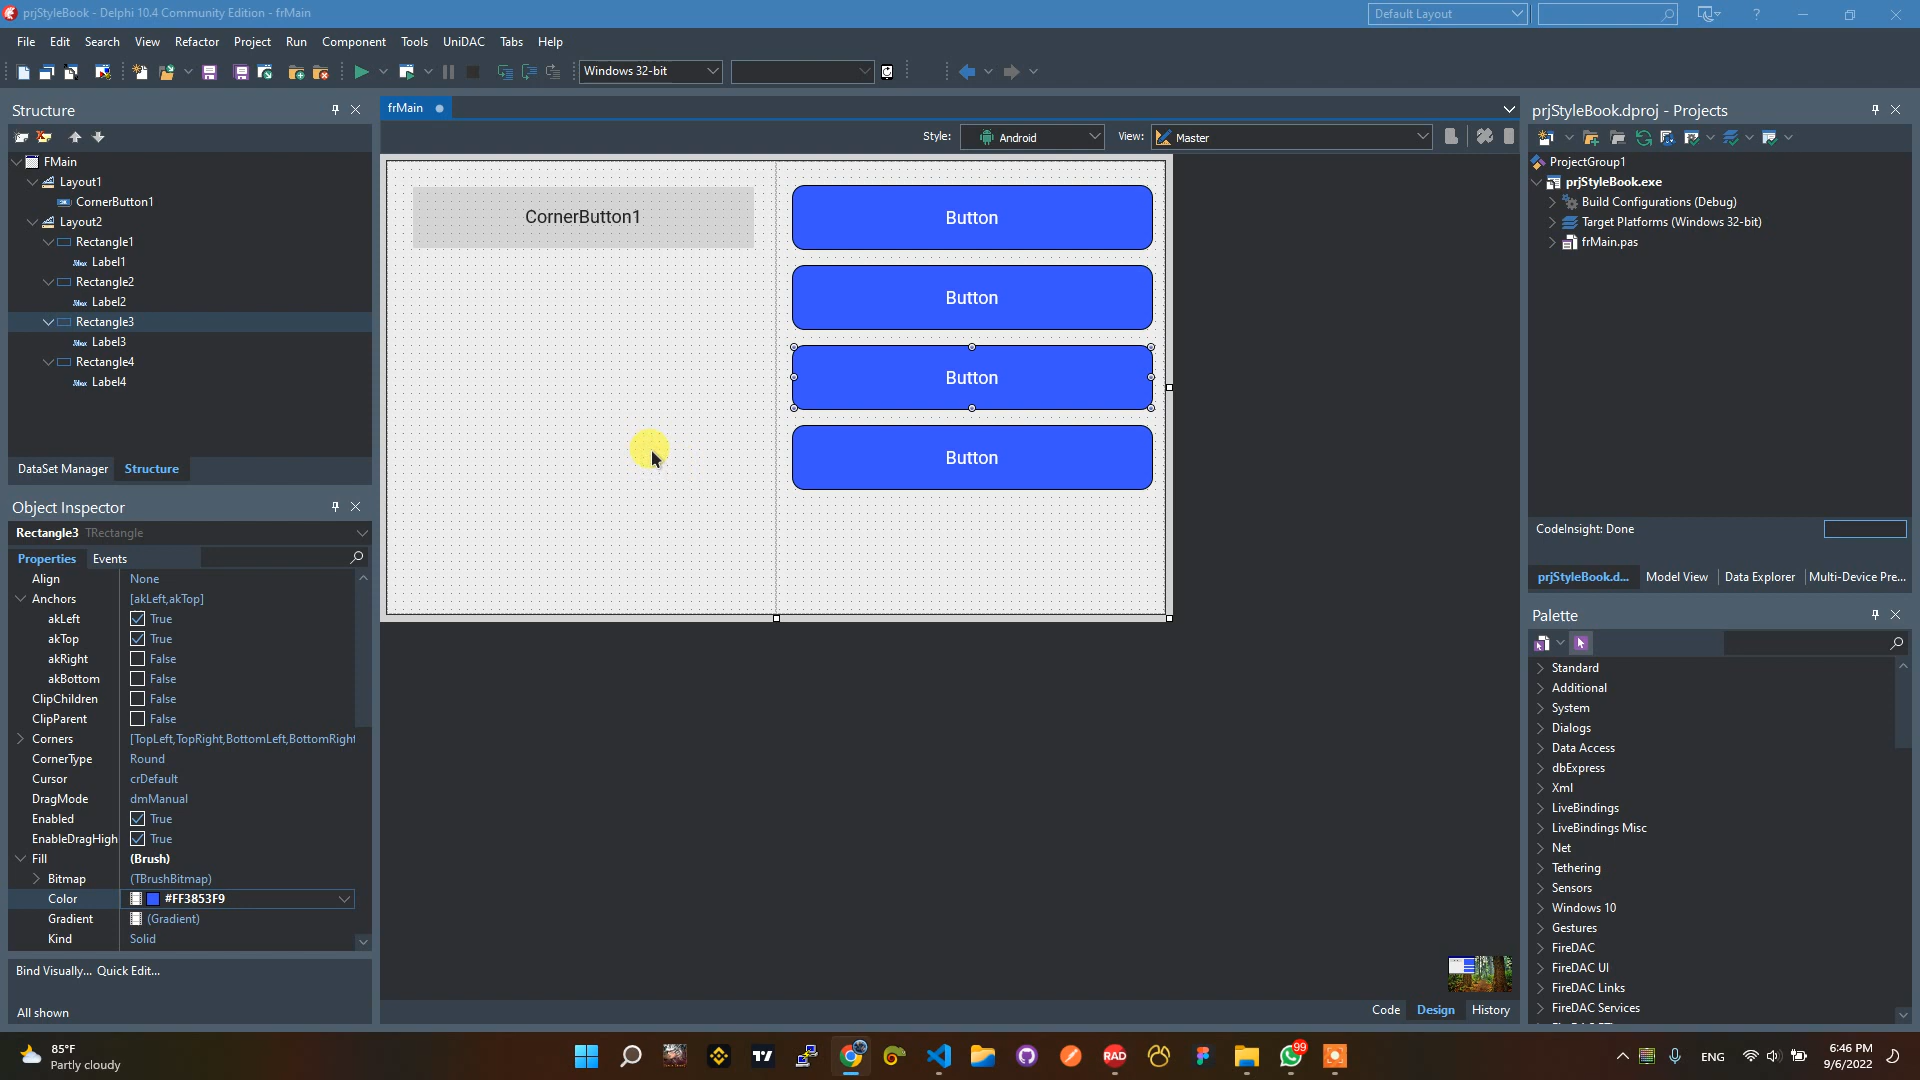 prjStyleBook - Delphi 10.4 Community Edition - frMain
Default Layout
File Edit Search View Refactor Project Run Component Tools UniDAC Tabs Help
Windows 32-bit
Structure
FMain
Layout1
CornerButton1
Layout2
Rectangle1
Label1
Rectangle2
Label2
Rectangle3
Label3
Rectangle4
Label4
DataSet Manager Structure
Object Inspector
Rectangle3 TRectangle
Properties Events
Align None
Anchors [akLeft,akTop]
akLeft True
akTop True
akRight False
akBottom False
ClipChildren False
ClipParent False
Corners [TopLeft,TopRight,BottomLeft,BottomRight
CornerType Round
Cursor crDefault
DragMode dmManual
Enabled True
EnableDragHigh True
Fill (Brush)
Bitmap (TBrushBitmap)
Color #FF3853F9
Gradient (Gradient)
Kind Solid
Bind Visually... Quick Edit...
All shown
frMain
Style: Android View: Master
CornerButton1
Button
Button
Button
Button
Code Design History
prjStyleBook.dproj - Projects
ProjectGroup1
prjStyleBook.exe
Build Configurations (Debug)
Target Platforms (Windows 32-bit)
frMain.pas
CodeInsight: Done
prjStyleBook.d... Model View Data Explorer Multi-Device Pre...
Palette
Standard
Additional
System
Dialogs
Data Access
dbExpress
Xml
LiveBindings
LiveBindings Misc
Net
Tethering
Sensors
Windows 10
Gestures
FireDAC
FireDAC UI
FireDAC Links
FireDAC Services
85°F
Partly cloudy
RAD
99
ENG
6:46 PM
9/6/2022